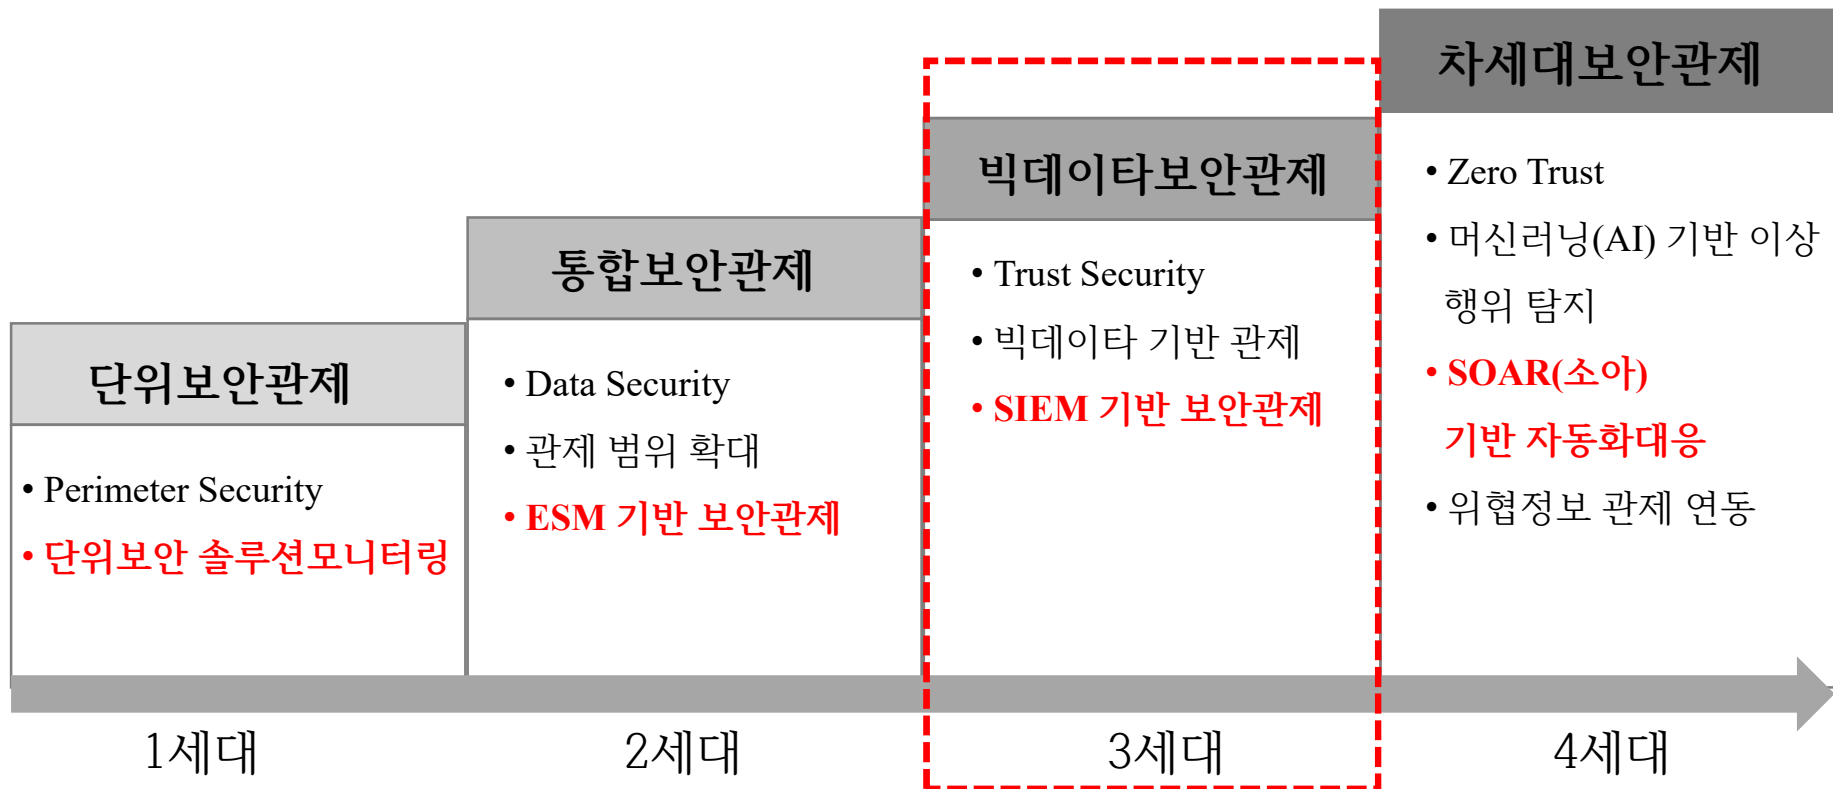 단위보안관제
• Perimeter Security
• 단위보안 솔루션모니터링
통합보안관제
• Data Security
• 관제 범위 확대
• ESM 기반 보안관제
빅데이타보안관제
• Trust Security
• 빅데이타 기반 관제
• SIEM 기반 보안관제
차세대보안관제
• Zero Trust
• 머신러닝(AI) 기반 이상
행위 탐지
• SOAR(소아)
기반 자동화대응
• 위협정보 관제 연동
1세대
2세대
3세대
4세대